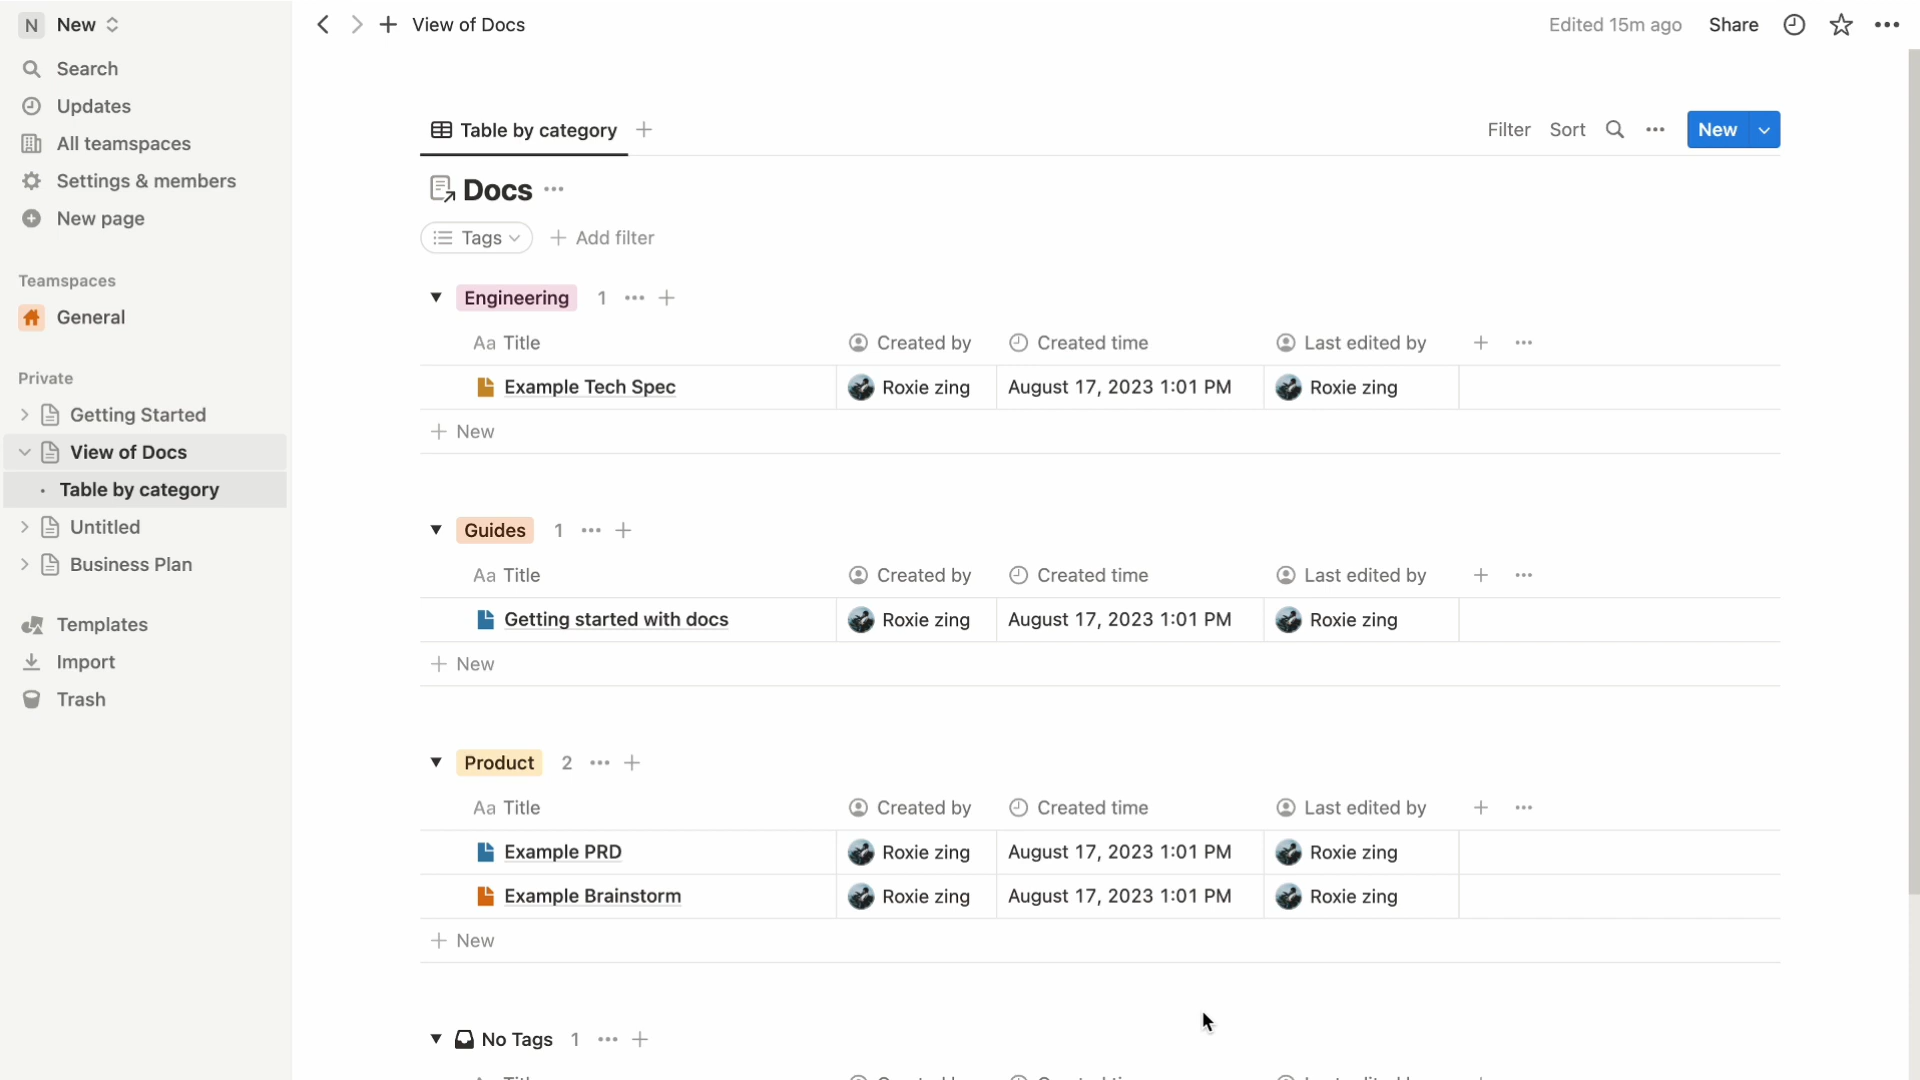 N New
Search
Updates
All teamspaces
Settings & members
New page
Teamspaces
General
Private
Getting Started
View of Docs
Table by category
Untitled
Business Plan
Templates
Import
Trash
View of Docs
Edited 15m ago Share
Table by category
Filter Sort New
Docs
Tags Add filter
Engineering 1
Aa Title Created by Created time Last edited by
Example Tech Spec Roxie zing August 17, 2023 1:01 PM Roxie zing
New
Guides 1
Aa Title Created by Created time Last edited by
Getting started with docs Roxie zing August 17, 2023 1:01 PM Roxie zing
New
Product 2
Aa Title Created by Created time Last edited by
Example PRD Roxie zing August 17, 2023 1:01 PM Roxie zing
Example Brainstorm Roxie zing August 17, 2023 1:01 PM Roxie zing
New
No Tags 1